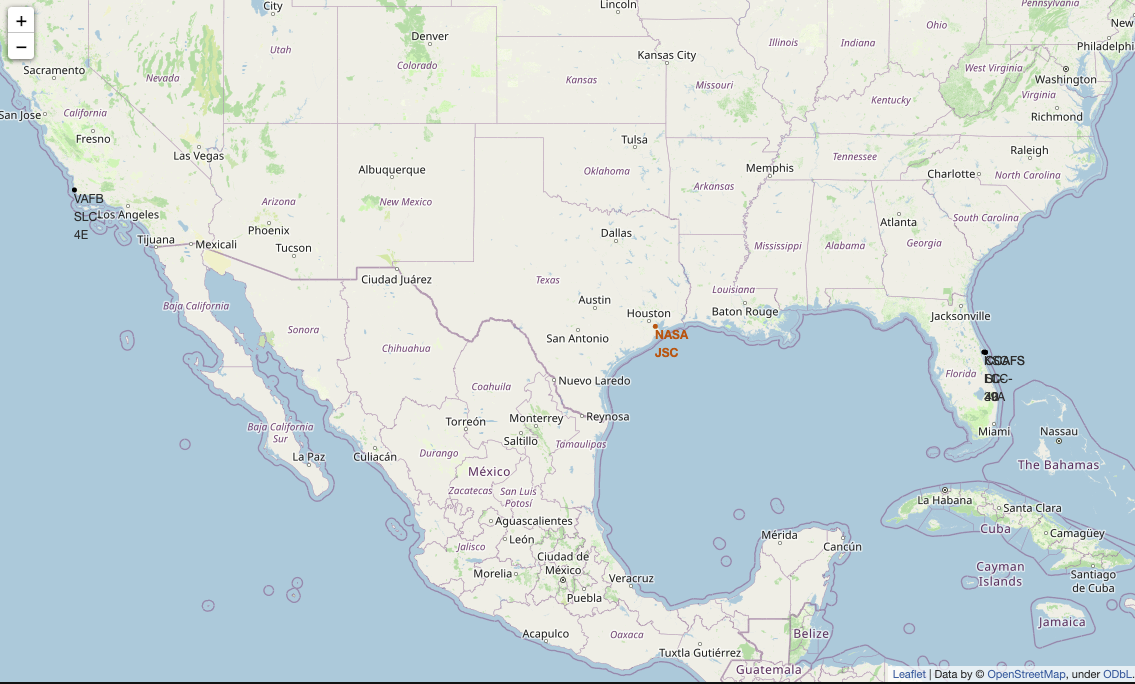 City
Lincoln
Pennsylvania
+
Ohio
New
Denver
Utah
Illinois
Indiana
Philadelphi
−
Kansas City
Colorado
West Virginia
Sacramento
Nevada
Kansas
Washington
Missouri
Virginia
Kentucky
San Jose
California
Richmond
Fresno
Tulsa
Las Vegas
Raleigh
Tennessee
Albuquerque
Oklahoma
Memphis
Charlotte
North Carolina
Arkansas
VAFB
SLC-
4E
Arizona
New Mexico
Los Angeles
South Carolina
Atlanta
Phoenix
Dallas
Tijuana
Mexicali
Tucson
Mississippi
Alabama
Georgia
Ciudad Juárez
Texas
Louisiana
Austin
Baja California
Houston
Baton Rouge
Jacksonville
Sonora
NASA
JSC
San Antonio
Chihuahua
Florida
Coahuila
Nuevo Laredo
Torreón
Monterrey
Reynosa
Baja California
Sur
Saltillo
Tamaulipas
Miami
Nassau
La Paz
Culiacán
Durango
México
The Bahamas
Zacatecas
San Luis
Potosí
La Habana
Santa Clara
Aguascalientes
Cuba
Camagüey
León
Mérida
Jalisco
Cancún
Ciudad de
México
Morelia
Veracruz
Cayman
Islands
Santiago
de Cuba
Puebla
Jamaica
Acapulco
Oaxaca
Belize
Tuxtla Gutiérrez
Guatemala
Leaflet | Data by © OpenStreetMap, under ODbL.